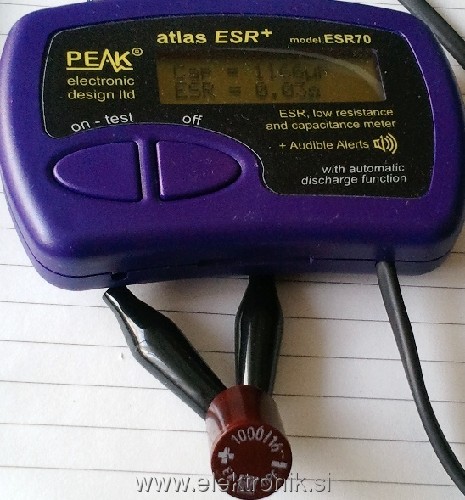 atlas ESR+ model ESR70
PEAK®
electronic
design ltd
Cap =
ESR = 0.03Ω
ESR, low resistance
and capacitance meter
+ Audible Alerts
with automatic
discharge function
on - test
off
1000/16
www.elektronik.si